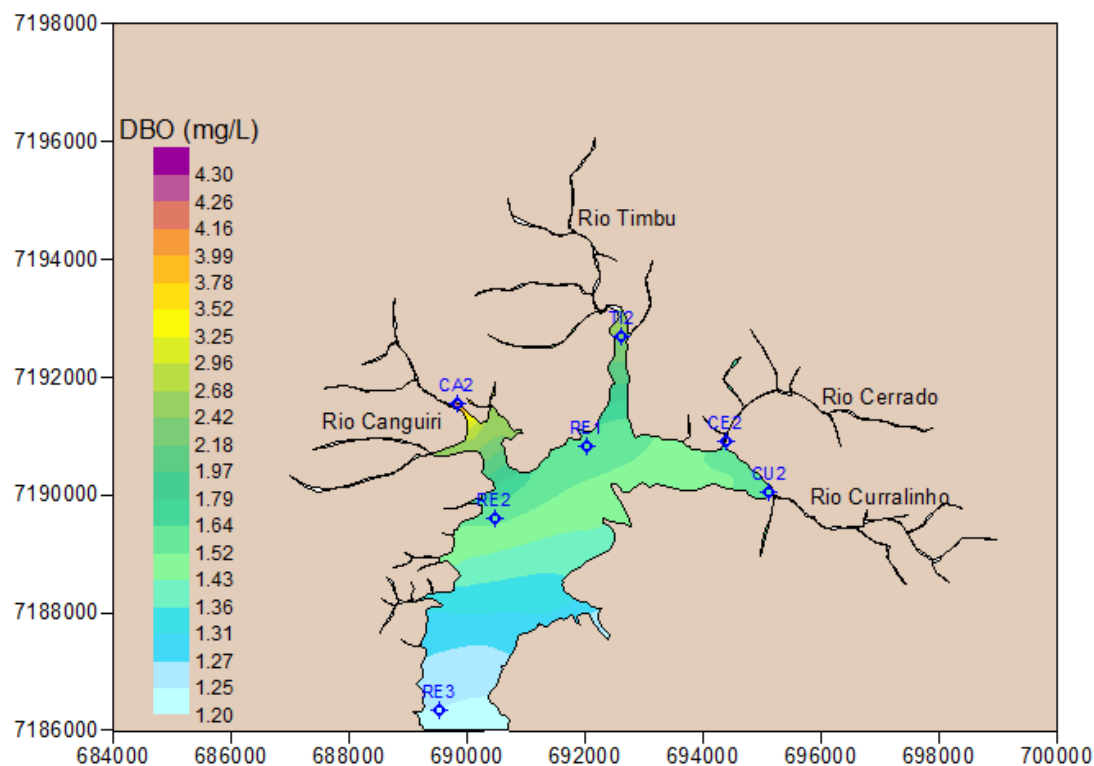 7198000
7196000
7194000
7192000
7190000
7188000
7186000
DBO (mg/L)
4.30
4.26
4.16
3.99
3.78
3.52
3.25
2.96
2.68
2.42
2.18
1.97
1.79
1.64
1.52
1.43
1.36
1.31
1.27
1.25
1.20
Rio Timbu
TI2
CA2
Rio Canguiri
RE1
CE2
Rio Cerrado
CU2
Rio Curralinho
RE2
RE3
684000 686000 688000 690000 692000 694000 696000 698000 700000